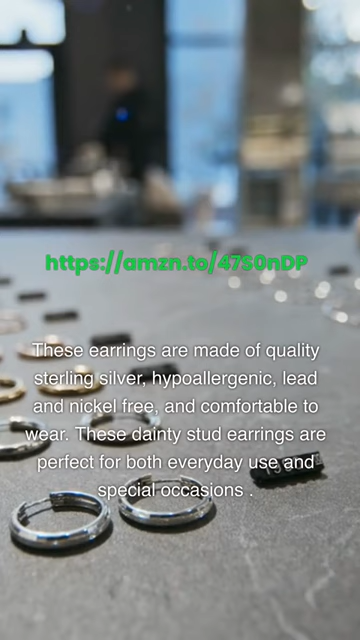 https://amzn.to/47S0nDP
These earrings are made of quality
sterling silver, hypoallergenic, lead
and nickel free, and comfortable to
wear. These dainty stud earrings are
perfect for both everyday use and
special occasions .